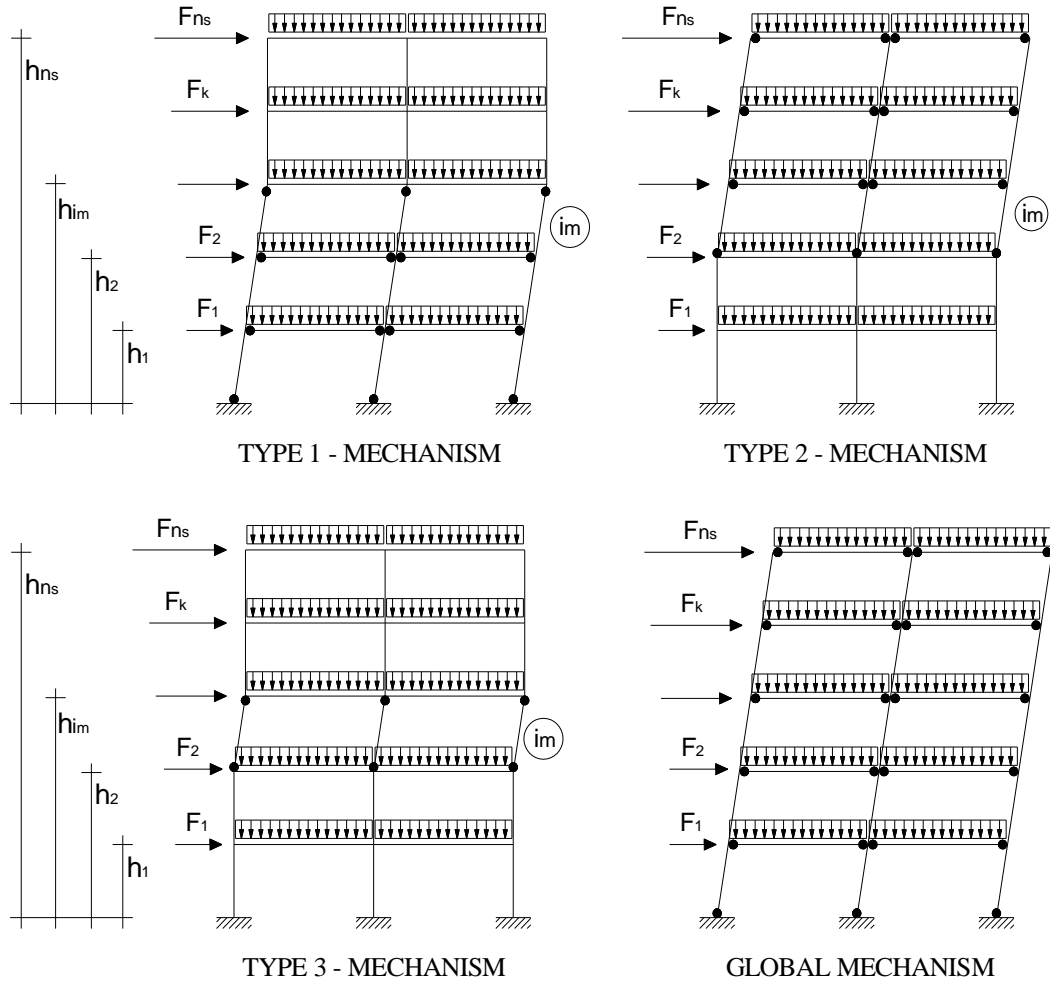 Fns
Fk
F2
F1
hns
him
h2
h1
im
TYPE 1 - MECHANISM
Fns
Fk
F2
F1
im
TYPE 2 - MECHANISM
Fns
Fk
F2
F1
hns
him
h2
h1
im
TYPE 3 - MECHANISM
Fns
Fk
F2
F1
GLOBAL MECHANISM